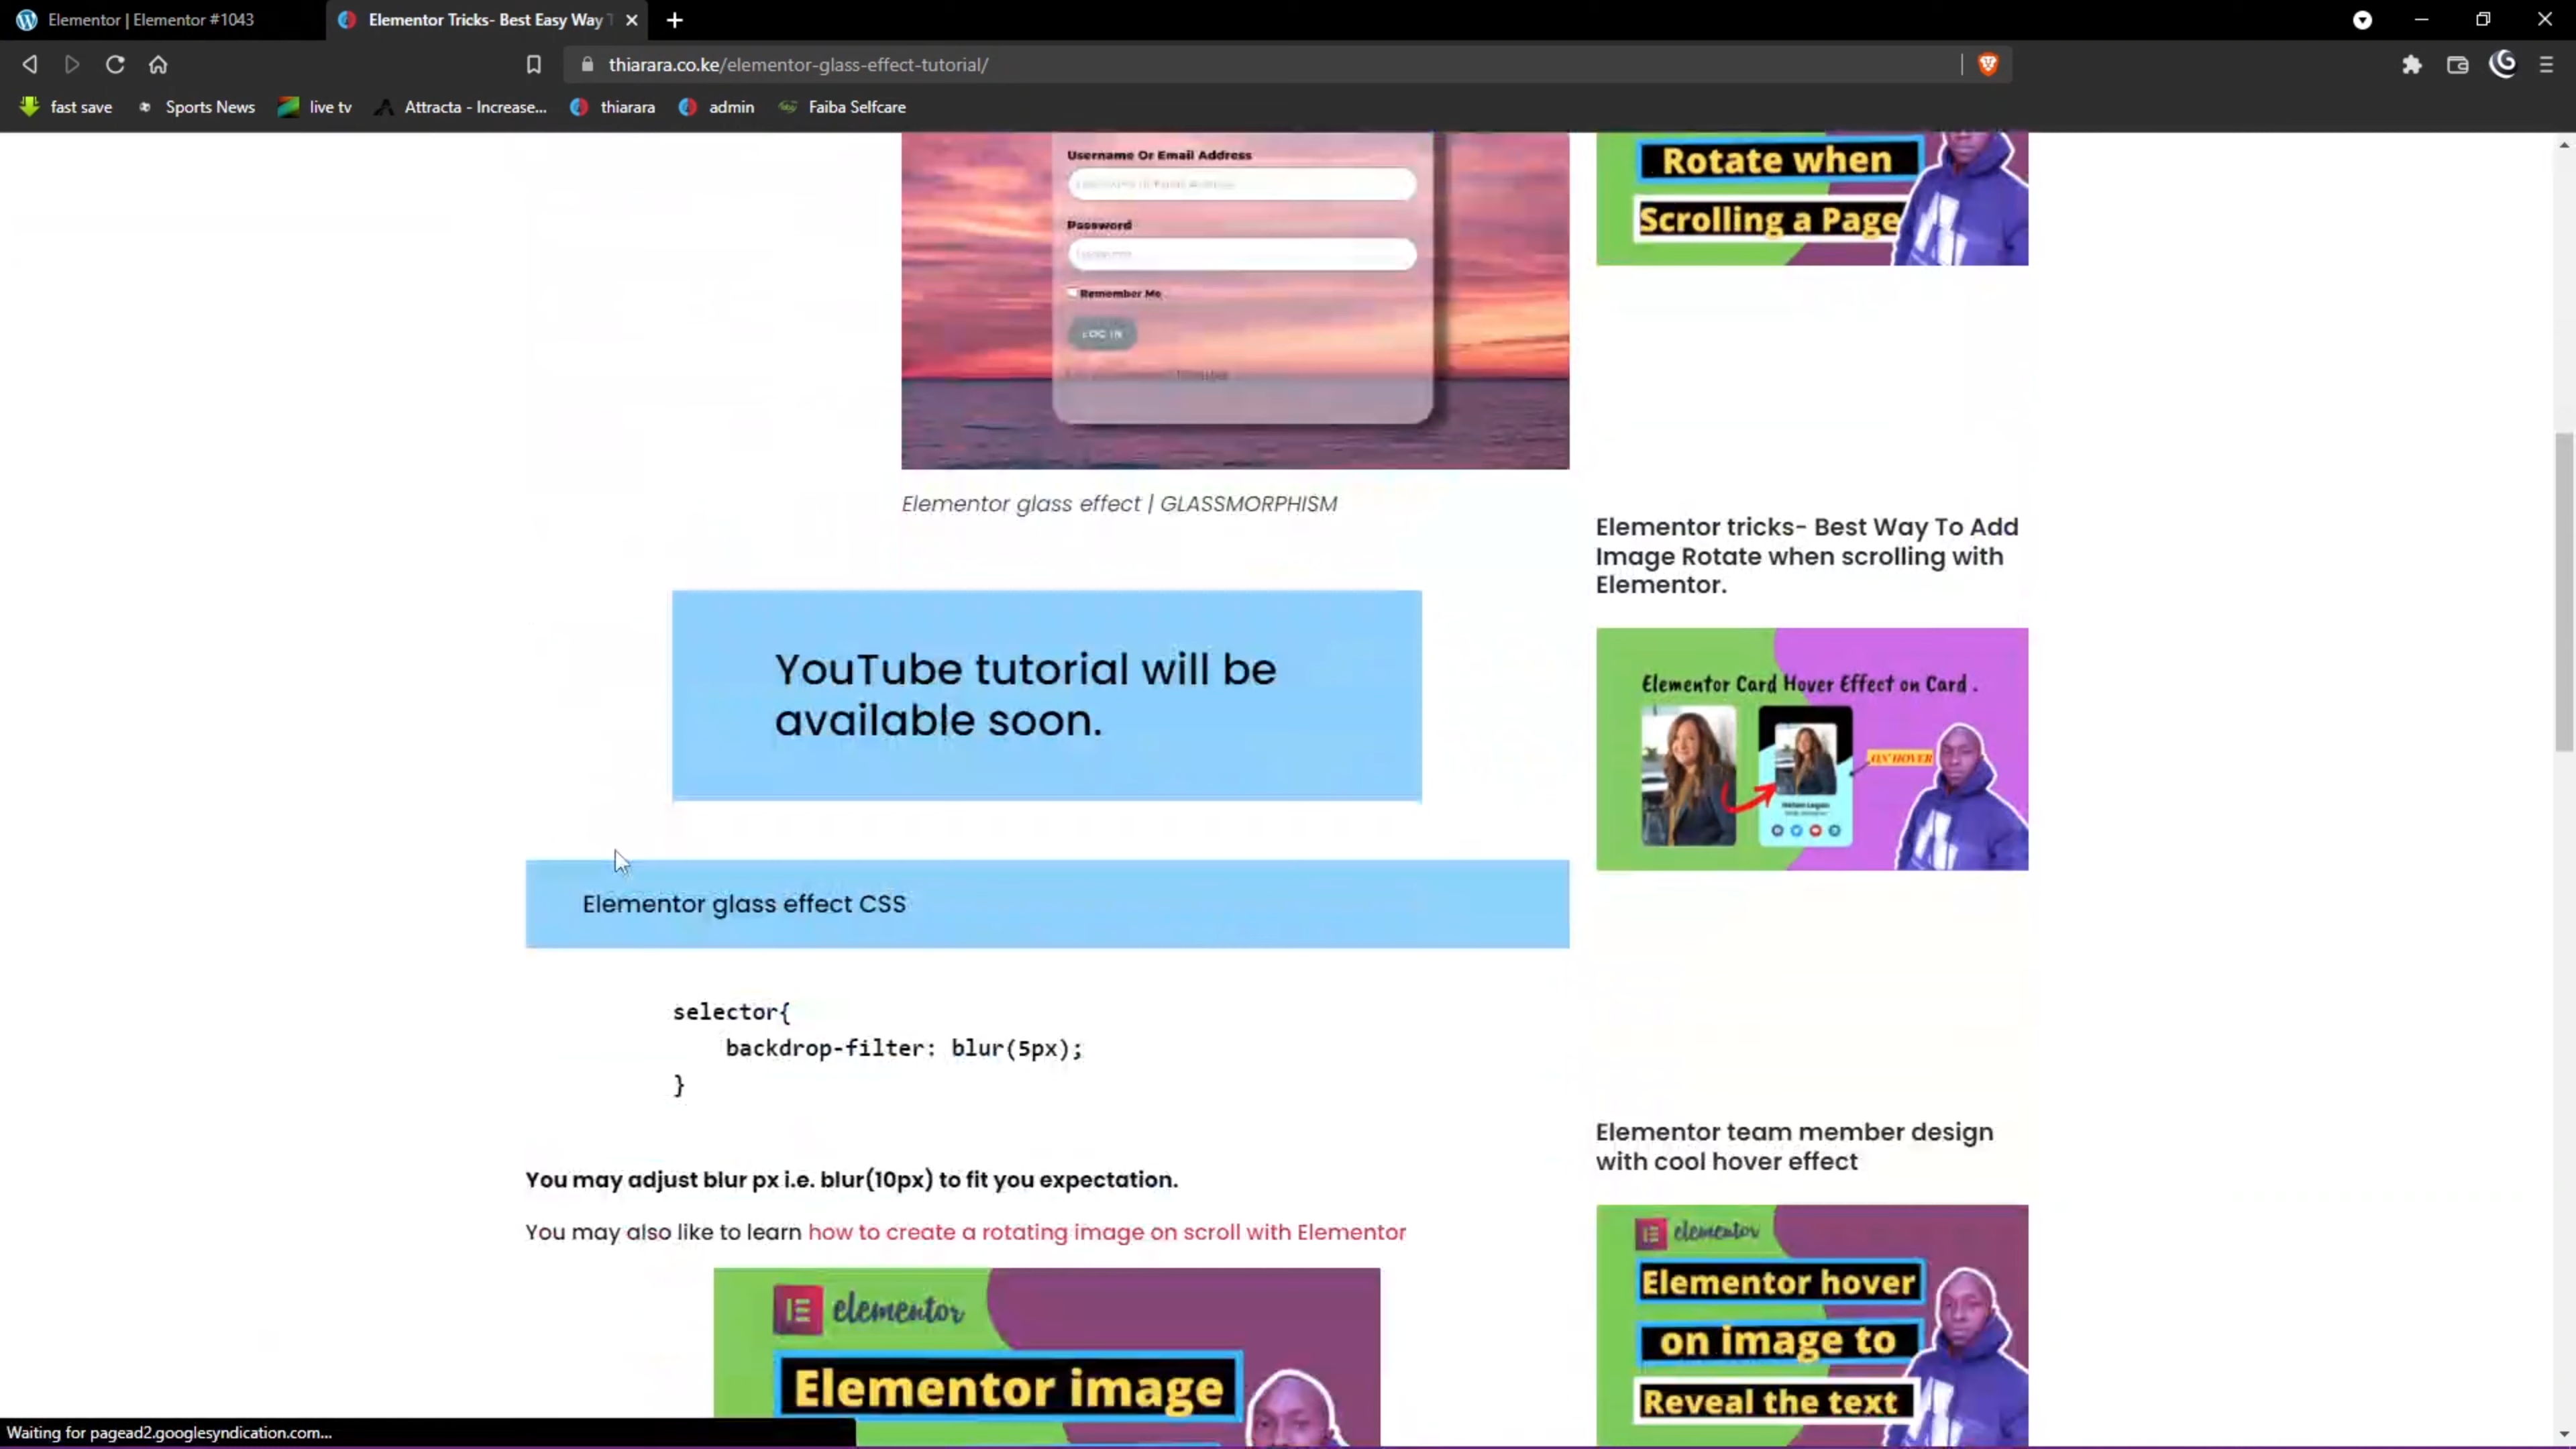 Elementor | Elementor #1043
Elementor Tricks- Best Easy Way T
thiarara.co.ke/elementor-glass-effect-tutorial/
fast save
Sports News
live tv
Attracta - Increase...
thiarara
admin
Faiba Selfcare
Username Or Email Address
Password
Remember Me
LOG IN
Elementor glass effect | GLASSMORPHISM
YouTube tutorial will be
available soon.
Elementor glass effect CSS
selector{
backdrop-filter: blur(5px);
}
You may adjust blur px i.e. blur(10px) to fit you expectation.
You may also like to learn how to create a rotating image on scroll with Elementor
elementor
Elementor image
Rotate when
Scrolling a Page
Elementor tricks- Best Way To Add
Image Rotate when scrolling with
Elementor.
Elementor Card Hover Effect on Card .
ON HOVER
Elementor team member design
with cool hover effect
elementor
Elementor hover
on image to
Reveal the text
Waiting for pagead2.googlesyndication.com...